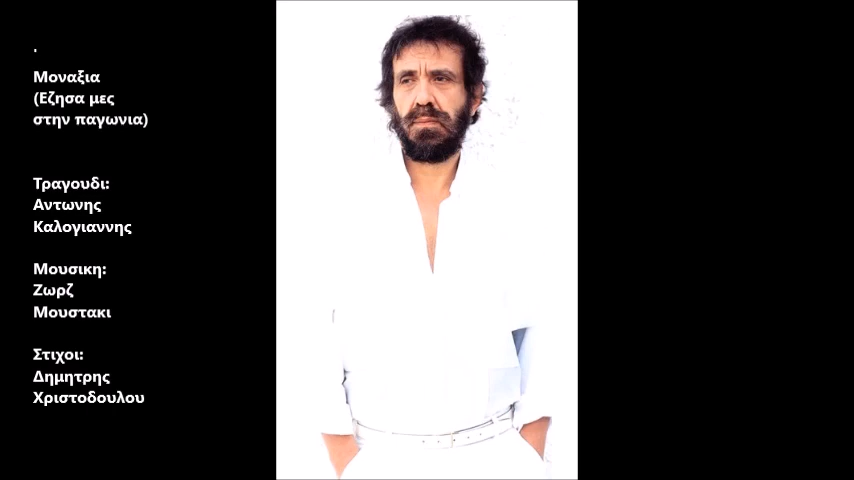 .
Μοναξια
(Εζησα μες
στην παγωνια)
Τραγουδι:
Αντωνης
Καλογιαννης
Μουσικη:
Ζωρζ
Μουστακι
Στιχοι:
Δημητρης
Χριστοδουλου